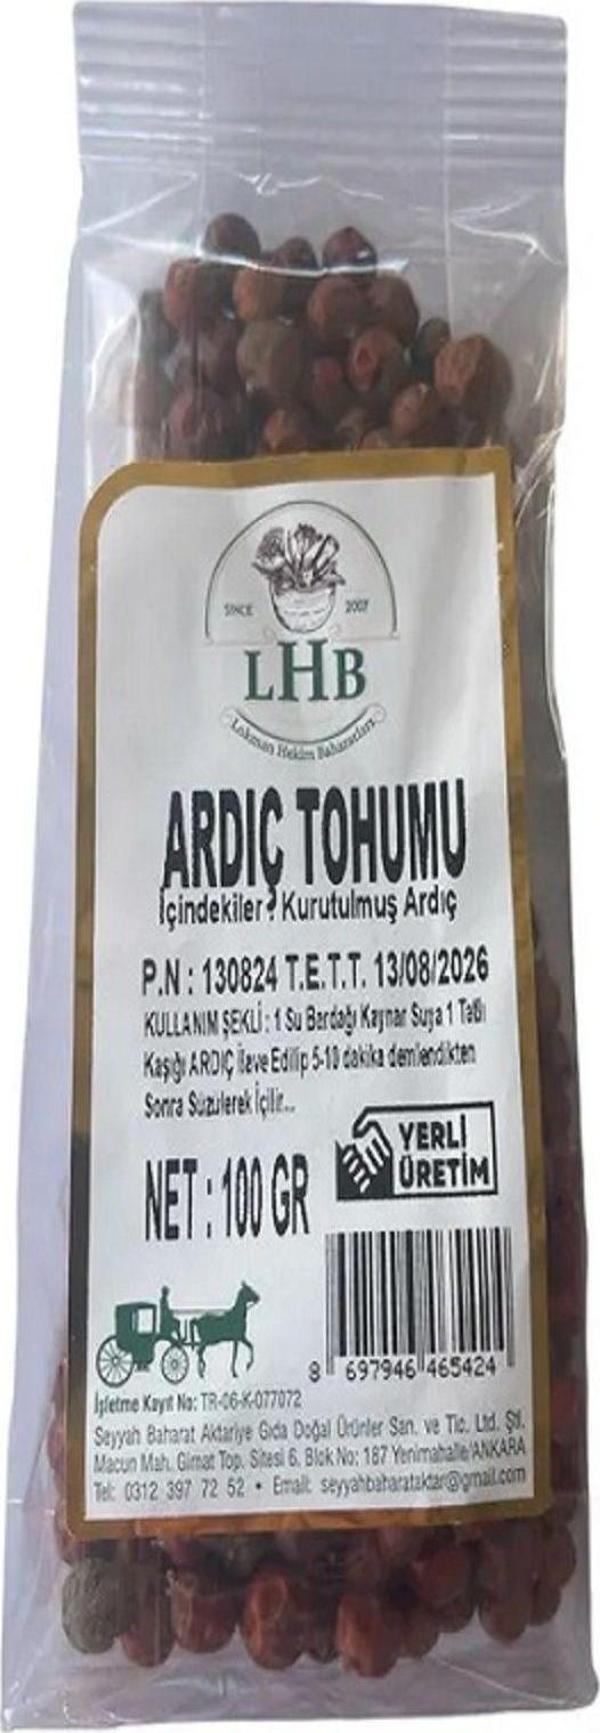 SINCE 2007
LHB
Lokman Hekim Baharatları
ARDIÇ TOHUMU
İçindekiler : Kurutulmuş Ardıç
P.N : 130824 T.E.T.T. 13/08/2026
KULLANIM ŞEKLİ : 1 Su Bardağı Kaynar Suya 1 Tatlı
Kaşığı ARDIÇ İlave Edilip 5-10 dakika demlendikten
Sonra Süzülerek İçilir...
YERLİ
ÜRETİM
NET : 100 GR
8 697946 465424
İşletme Kayıt No: TR-06-K-077072
Seyyah Baharat Aktariye Gıda Doğal Ürünler San. ve Tic. Ltd. Şti.
Macun Mah. Gimat Top. Sitesi 6. Blok No: 187 Yenimahalle/ANKARA
Tel: 0312 397 72 52 • Email: seyyahbaharataktar@gmail.com